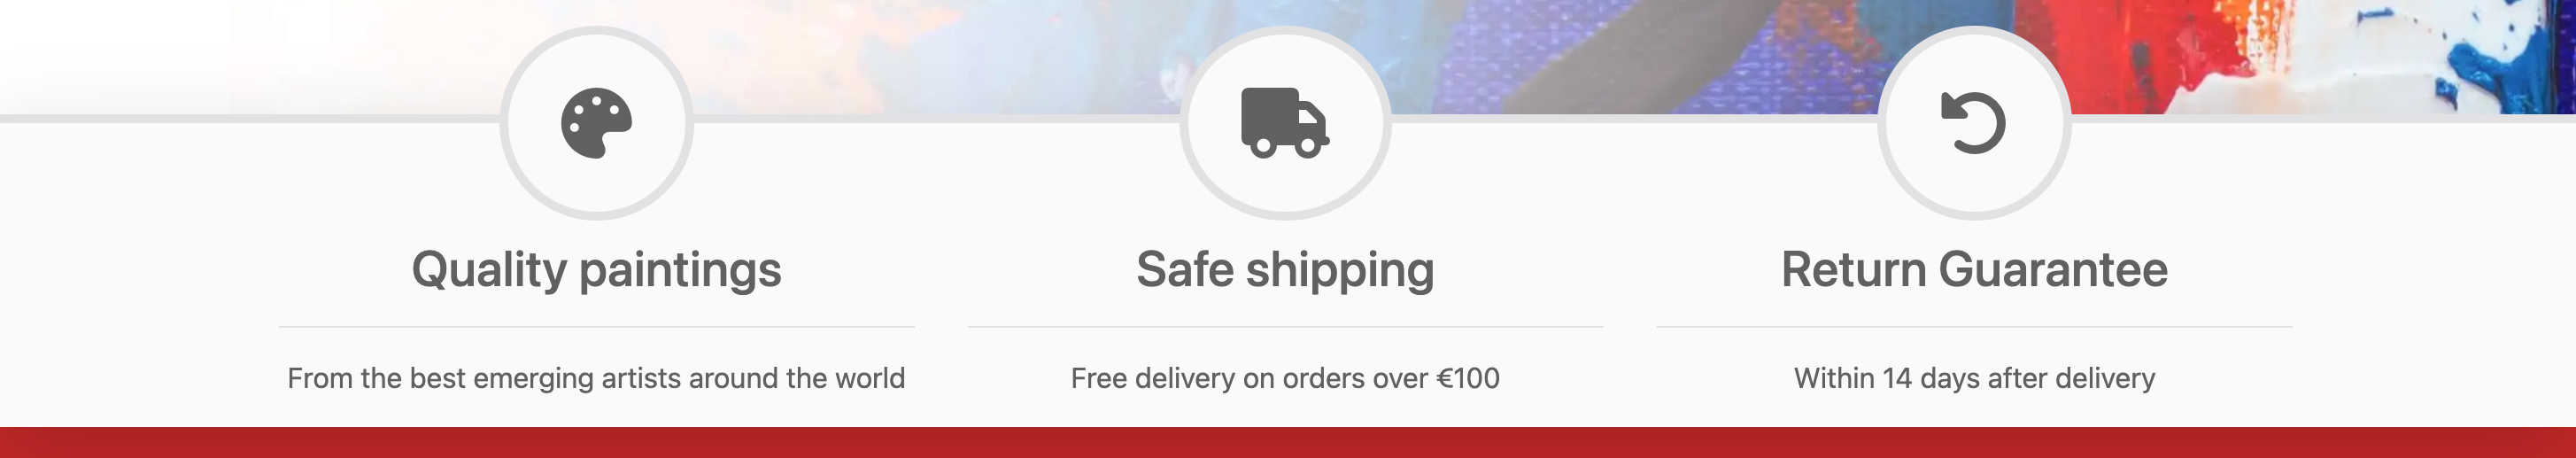 Quality paintings
From the best emerging artists around the world
Safe shipping
Free delivery on orders over €100
Return Guarantee
Within 14 days after delivery